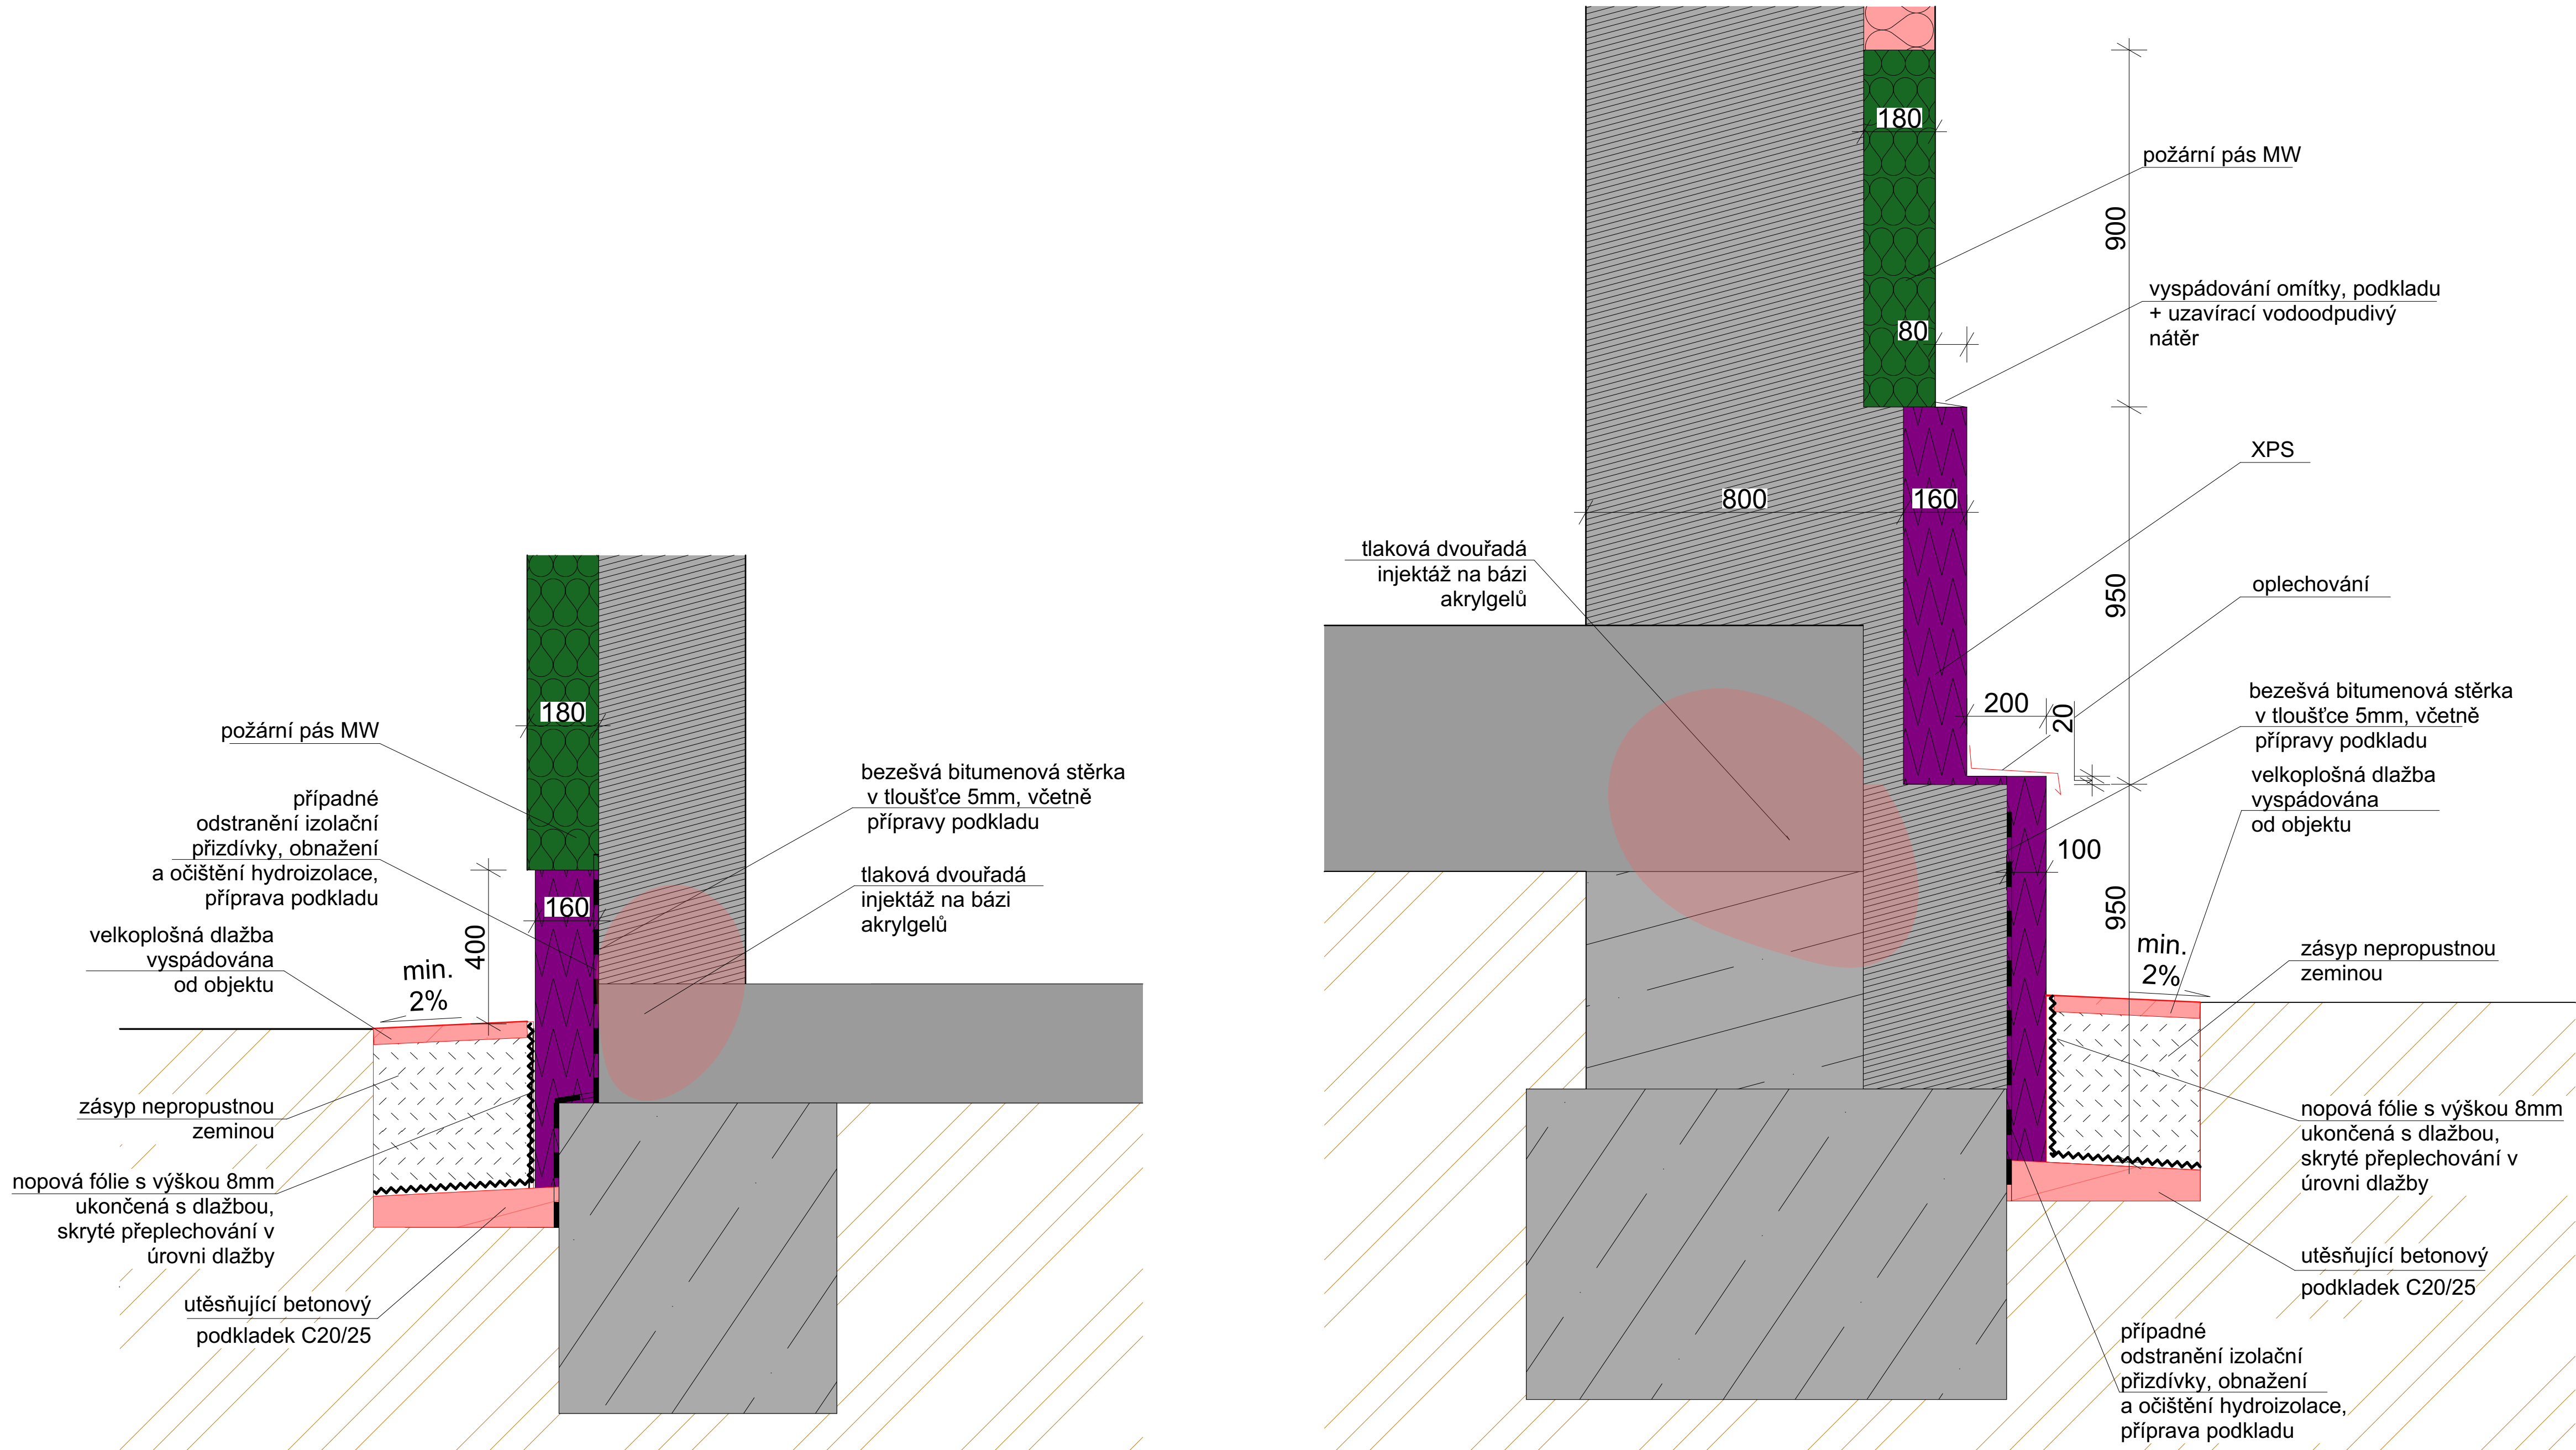 180
požární pás MW
případné
odstranění izolační
přizdívky, obnažení
a očištění hydroizolace,
příprava podkladu
160
400
velkoplošná dlažba
vyspádována
od objektu
min.
2%
zásyp nepropustnou
zeminou
nopová fólie s výškou 8mm
ukončená s dlažbou,
skryté přeplechování v
úrovni dlažby
utěsňující betonový
podkladek C20/25
bezešvá bitumenová stěrka
v tloušťce 5mm, včetně
přípravy podkladu
tlaková dvouřadá
injektáž na bázi
akrylgelů
180
požární pás MW
900
80
vyspádování omítky, podkladu
+ uzavírací vodoodpudivý
nátěr
XPS
800
160
tlaková dvouřadá
injektáž na bázi
akrylgelů
950
oplechování
200
20
bezešvá bitumenová stěrka
v tloušťce 5mm, včetně
přípravy podkladu
velkoplošná dlažba
vyspádována
od objektu
100
950
min.
2%
zásyp nepropustnou
zeminou
nopová fólie s výškou 8mm
ukončená s dlažbou,
skryté přeplechování v
úrovni dlažby
utěsňující betonový
podkladek C20/25
případné
odstranění izolační
přizdívky, obnažení
a očištění hydroizolace,
příprava podkladu